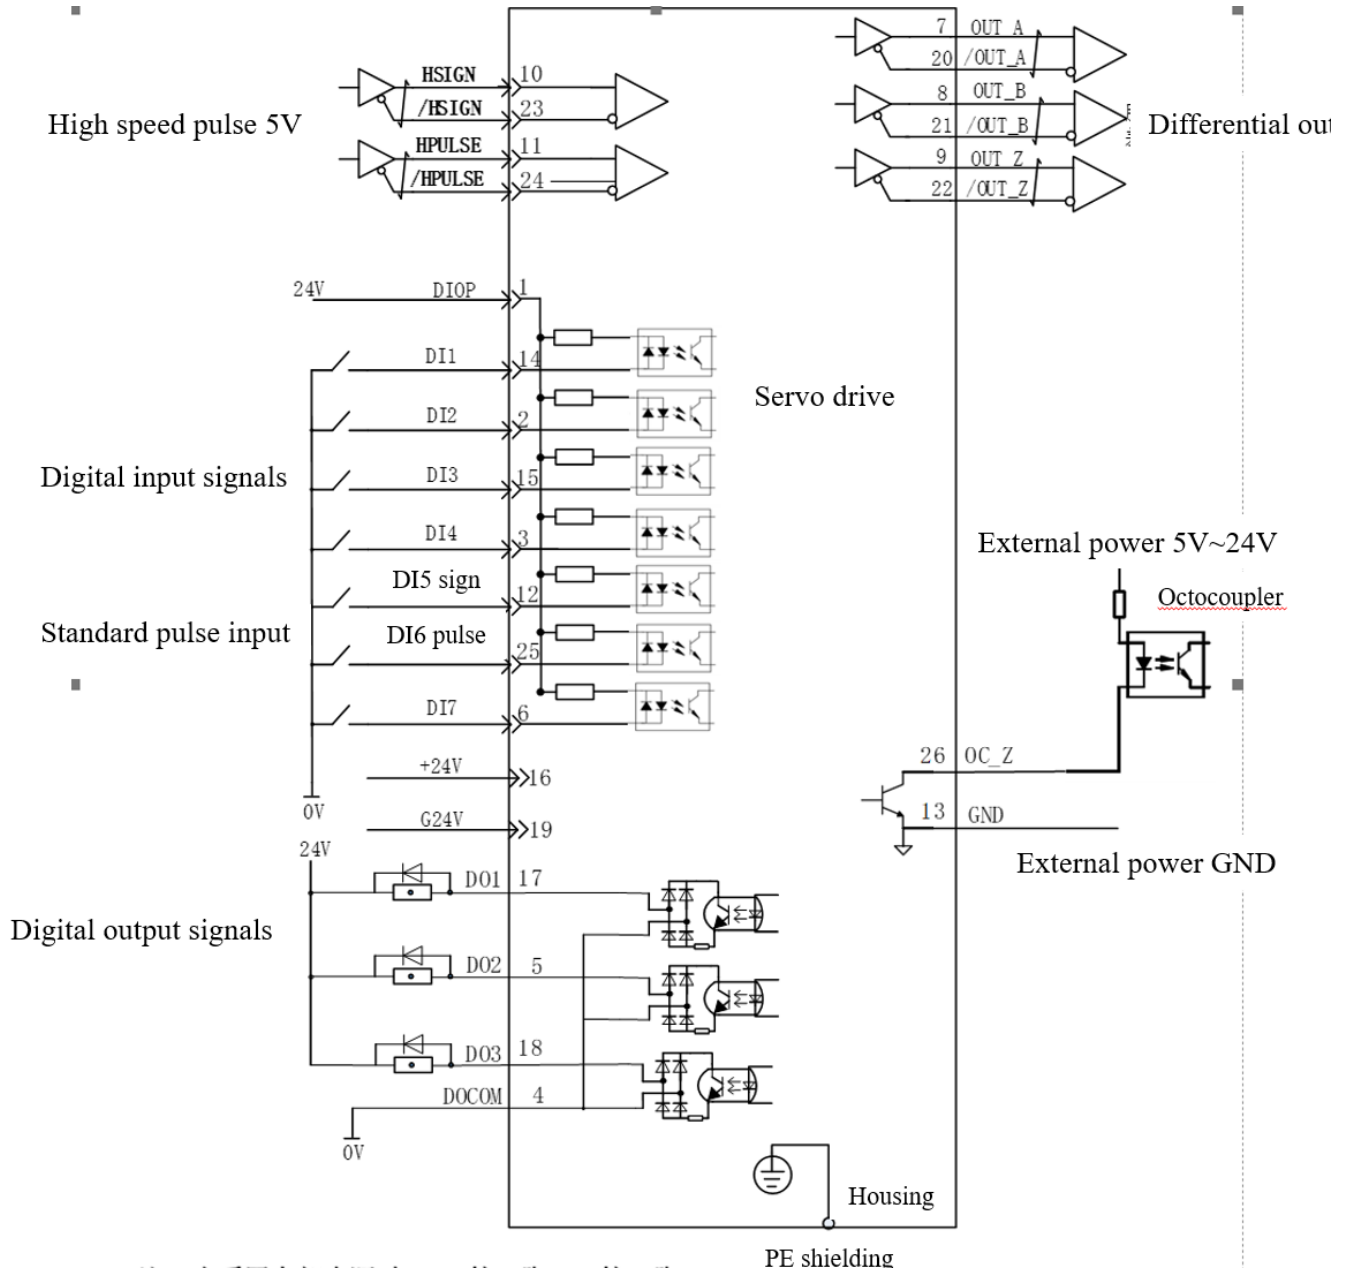 High speed pulse 5V
HSIGN
10
/HSIGN
23
HPULSE
11
/HPULSE
24
7
OUT_A
20
/OUT_A
8
OUT_B
21
/OUT_B
9
OUT_Z
22
/OUT_Z
Differential out
24V
DIOP
1
DI1
14
DI2
2
Digital input signals
DI3
15
DI4
3
DI5 sign
12
Standard pulse input
DI6 pulse
25
DI7
6
+24V
16
0V
G24V
19
Servo drive
External power 5V~24V
Octocoupler
26
OC_Z
13
GND
External power GND
24V
DO1
17
Digital output signals
DO2
5
DO3
18
DOCOM
4
0V
Housing
PE shielding